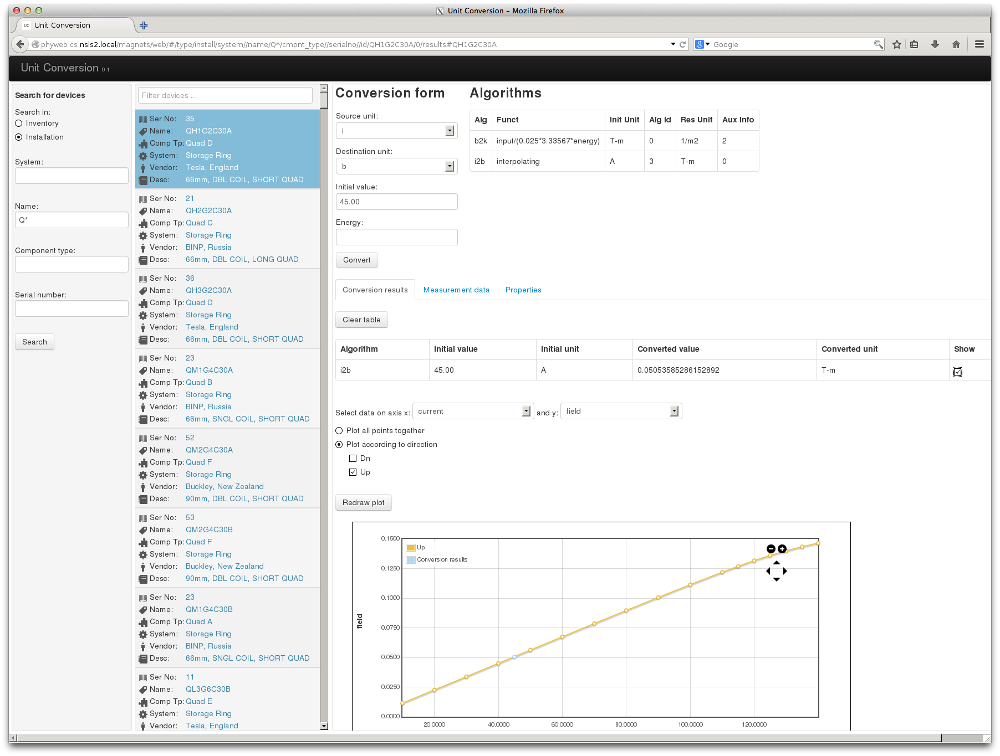 Unit Conversion - Mozilla Firefox
UC Unit Conversion
phyweb.cs.nsls2.local/magnets/web/#/type/install/system//name/Q*/cmpnt_type//serialno//id/QH1G2C30A/0/results#QH1G2C30A
8 Google
Unit Conversion 0.1
Search for devices
Search in:
Inventory
Installation
System:
Name:
Q*
Component type:
Serial number:
Search
Filter devices ...
Ser No: 35
Name: QH1G2C30A
Comp Tp: Quad D
System: Storage Ring
Vendor: Tesla, England
Desc: 66mm, DBL COIL, SHORT QUAD
Ser No: 21
Name: QH2G2C30A
Comp Tp: Quad C
System: Storage Ring
Vendor: BINP, Russia
Desc: 66mm, DBL COIL, LONG QUAD
Ser No: 36
Name: QH3G2C30A
Comp Tp: Quad D
System: Storage Ring
Vendor: Tesla, England
Desc: 66mm, DBL COIL, SHORT QUAD
Ser No: 23
Name: QM1G4C30A
Comp Tp: Quad B
System: Storage Ring
Vendor: BINP, Russia
Desc: 66mm, SNGL COIL, SHORT QUAD
Ser No: 52
Name: QM2G4C30A
Comp Tp: Quad F
System: Storage Ring
Vendor: Buckley, New Zealand
Desc: 90mm, DBL COIL, SHORT QUAD
Ser No: 53
Name: QM2G4C30B
Comp Tp: Quad F
System: Storage Ring
Vendor: Buckley, New Zealand
Desc: 90mm, DBL COIL, SHORT QUAD
Ser No: 23
Name: QM1G4C30B
Comp Tp: Quad A
System: Storage Ring
Vendor: BINP, Russia
Desc: 66mm, SNGL COIL, SHORT QUAD
Ser No: 11
Name: QL3G6C30B
Comp Tp: Quad E
System: Storage Ring
Vendor: Tesla, England
Conversion form
Source unit:
i
Destination unit:
b
Initial value:
45.00
Energy:
Convert
Algorithms
Alg Funct Init Unit Alg Id Res Unit Aux Info
b2k input/(0.025*3.33567*energy) T-m 0 1/m2 2
i2b interpolating A 3 T-m 0
Conversion results Measurement data Properties
Clear table
Algorithm Initial value Initial unit Converted value Converted unit Show
i2b 45.00 A 0.05053585286152892 T-m
Select data on axis x: current and y: field
Plot all points together
Plot according to direction
Dn
Up
Redraw plot
Up
Conversion results
field
0.1500
0.1250
0.1000
0.0750
0.0500
0.0250
0.0000
20.0000 40.0000 60.0000 80.0000 100.0000 120.0000